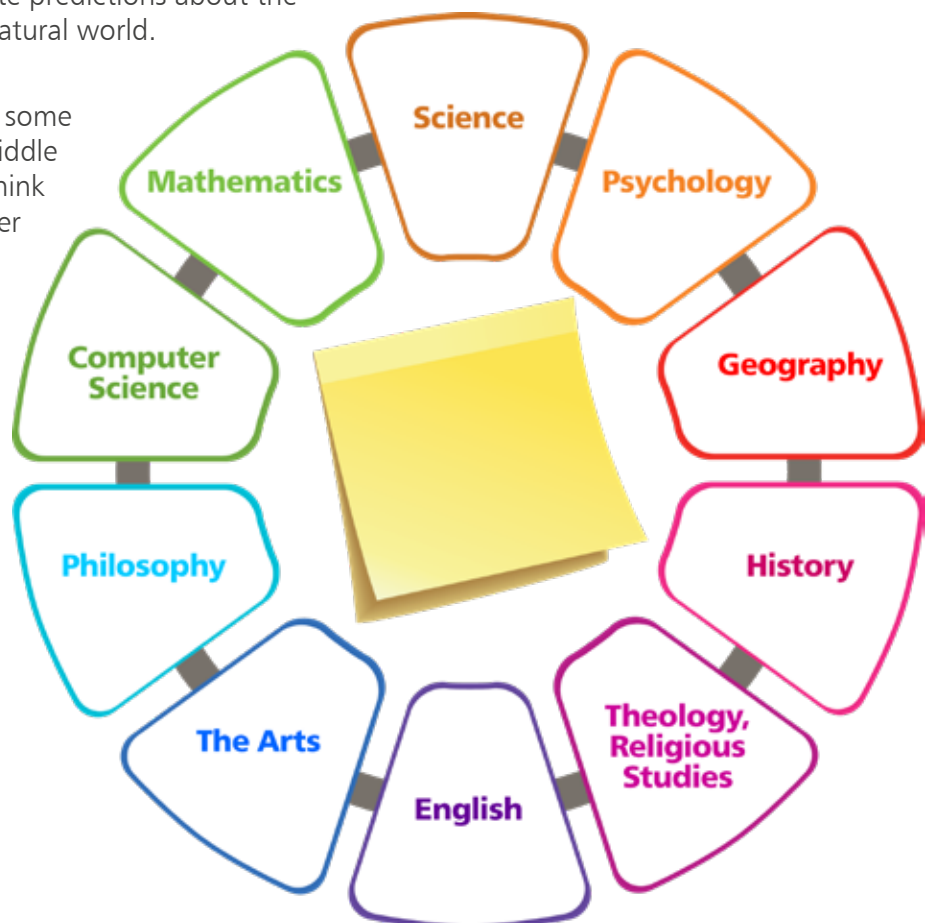 te predictions about the
atural world.
some
iddle
hink
er
Science
Mathematics
Psychology
Computer
Science
Geography
Philosophy
History
The Arts
Theology,
Religious
Studies
English